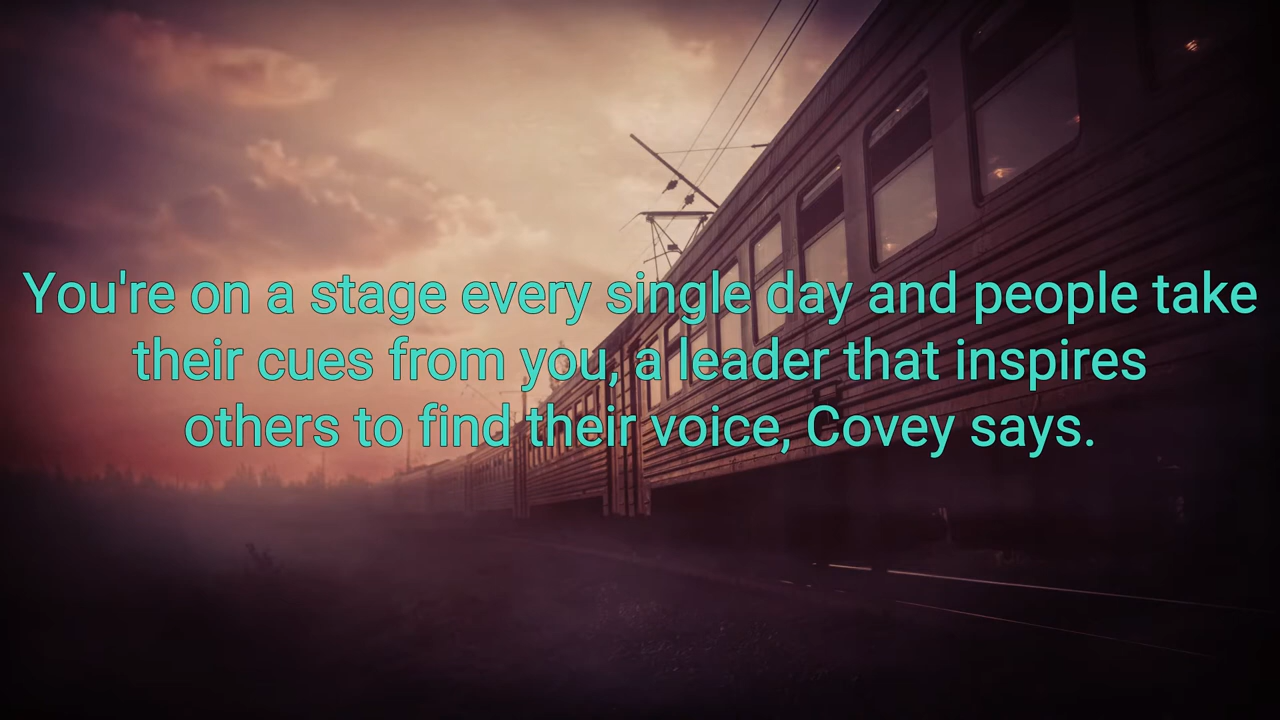 You're on a stage every single day and people take
their cues from you, a leader that inspires
others to find their voice, Covey says.